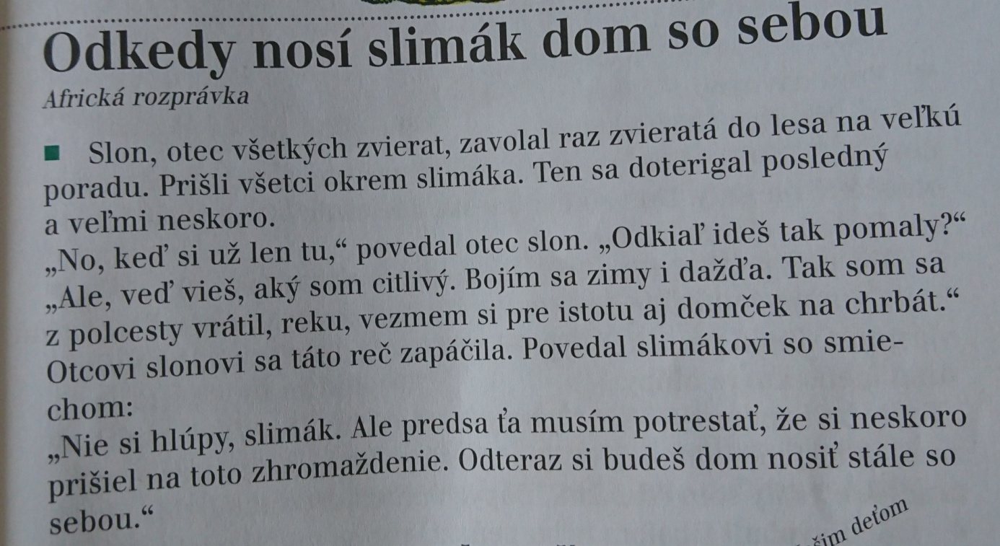 Odkedy nosí slimák dom so sebou
Africká rozprávka
Slon, otec všetkých zvierat, zavolal raz zvieratá do lesa na veľkú
poradu. Prišli všetci okrem slimáka. Ten sa doterigal posledný
a veľmi neskoro.
„No, keď si už len tu,“ povedal otec slon. „Odkiaľ ideš tak pomaly?“
„Ale, veď vieš, aký som citlivý. Bojím sa zimy i dažďa. Tak som sa
z polcesty vrátil, reku, vezmem si pre istotu aj domček na chrbát.“
Otcovi slonovi sa táto reč zapáčila. Povedal slimákovi so smie-
chom:
„Nie si hlúpy, slimák. Ale predsa ťa musím potrestať, že si neskoro
prišiel na toto zhromaždenie. Odteraz si budeš dom nosiť stále so
sebou.“
deťom